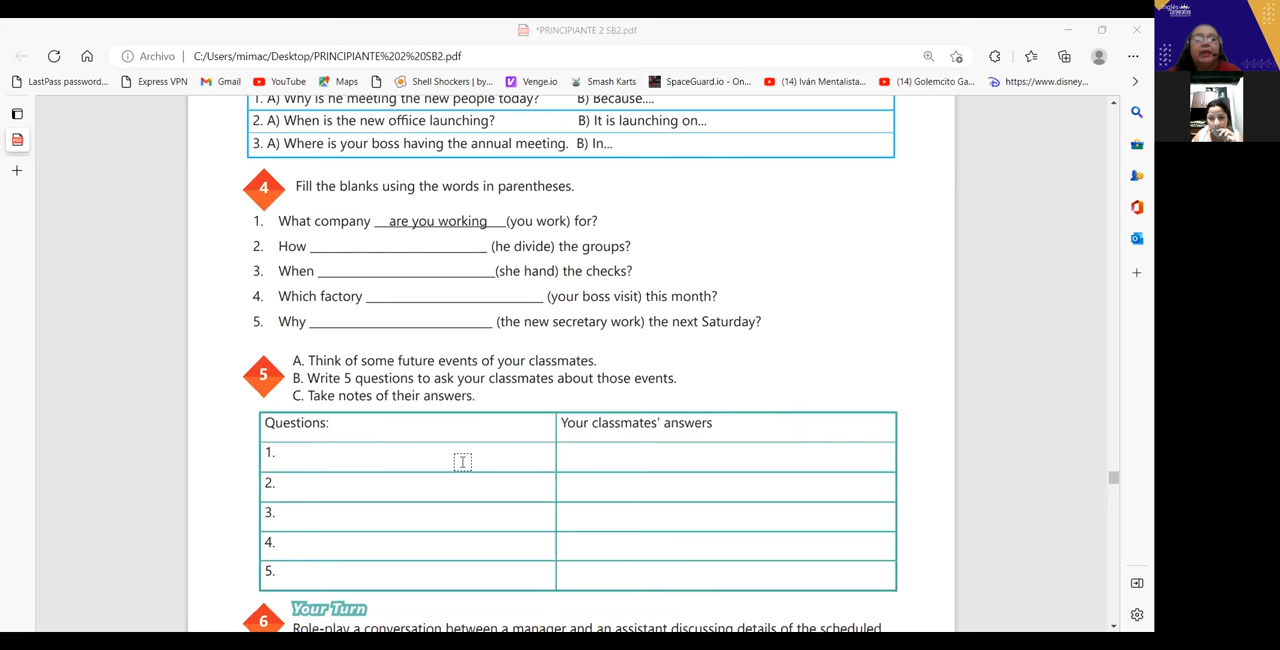 *PRINCIPIANTE 2 SB2.pdf
Archivo C:/Users/mimac/Desktop/PRINCIPIANTE%202%20SB2.pdf
LastPass password... Express VPN Gmail YouTube Maps Shell Shockers | by... Venge.io Smash Karts SpaceGuard.io - On... (14) Iván Mentalista... (14) Golemcito Ga... https://www.disney...
1. A) Why is he meeting the new people today? B) Because....
2. A) When is the new office launching? B) It is launching on...
3. A) Where is your boss having the annual meeting. B) In...
4 Fill the blanks using the words in parentheses.
1. What company __are you working___(you work) for?
2. How ____________________ (he divide) the groups?
3. When ____________________(she hand) the checks?
4. Which factory ____________________ (your boss visit) this month?
5. Why _____________________ (the new secretary work) the next Saturday?
5 A. Think of some future events of your classmates.
B. Write 5 questions to ask your classmates about those events.
C. Take notes of their answers.
Questions: Your classmates' answers
1.
2.
3.
4.
5.
6 Your Turn
Role-play a conversation between a manager and an assistant discussing details of the scheduled